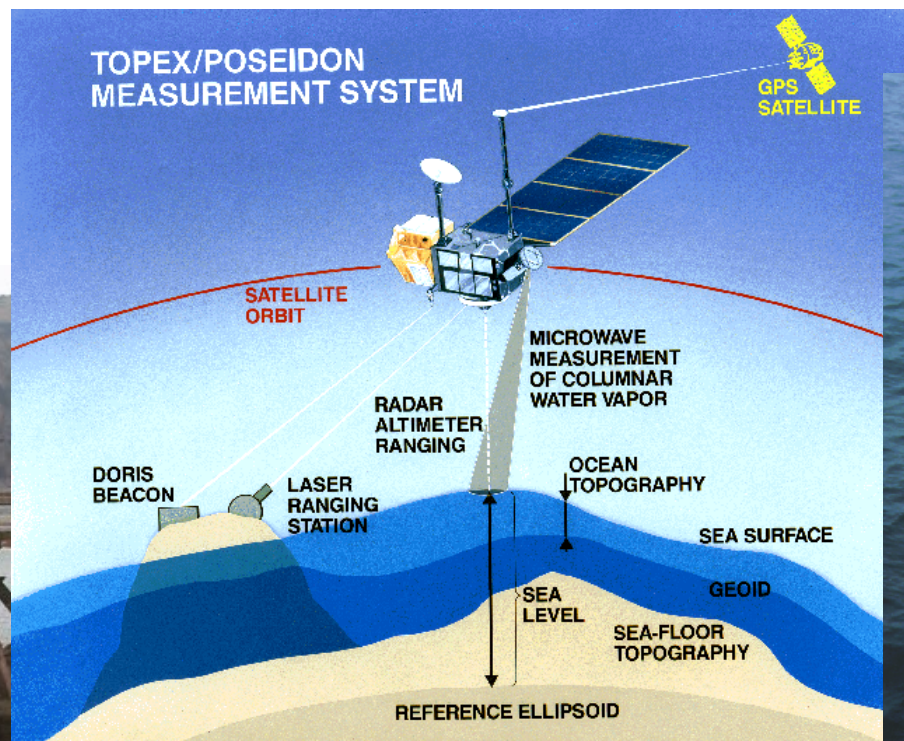 TOPEX/POSEIDON
MEASUREMENT SYSTEM
GPS
SATELLITE
SATELLITE
ORBIT
MICROWAVE
MEASUREMENT
OF COLUMNAR
WATER VAPOR
RADAR
ALTIMETER
RANGING
DORIS
BEACON
LASER
RANGING
STATION
OCEAN
TOPOGRAPHY
SEA SURFACE
GEOID
SEA
LEVEL
SEA-FLOOR
TOPOGRAPHY
REFERENCE ELLIPSOID